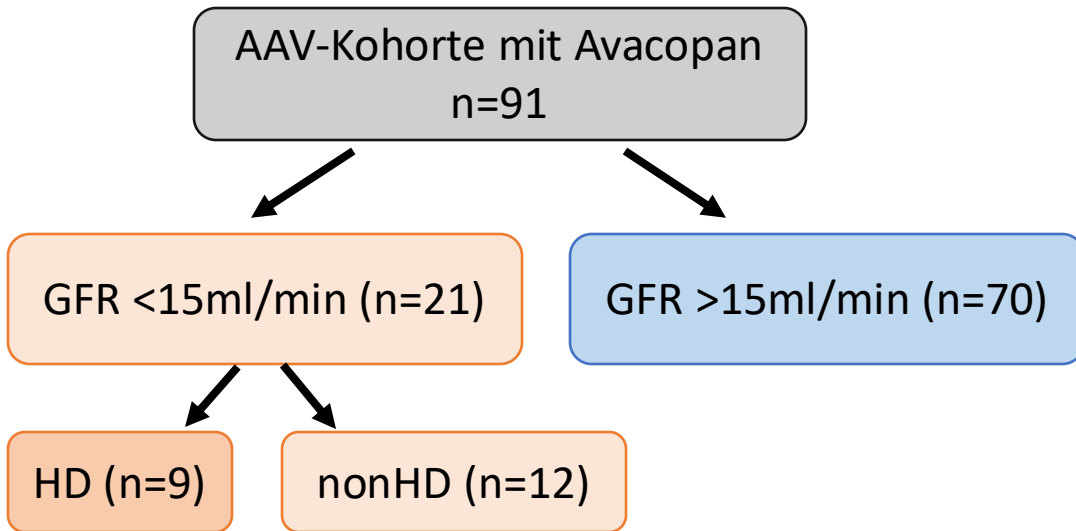 AAV-Kohorte mit Avacopan
n=91
GFR <15ml/min (n=21)
GFR >15ml/min (n=70)
HD (n=9)
nonHD (n=12)